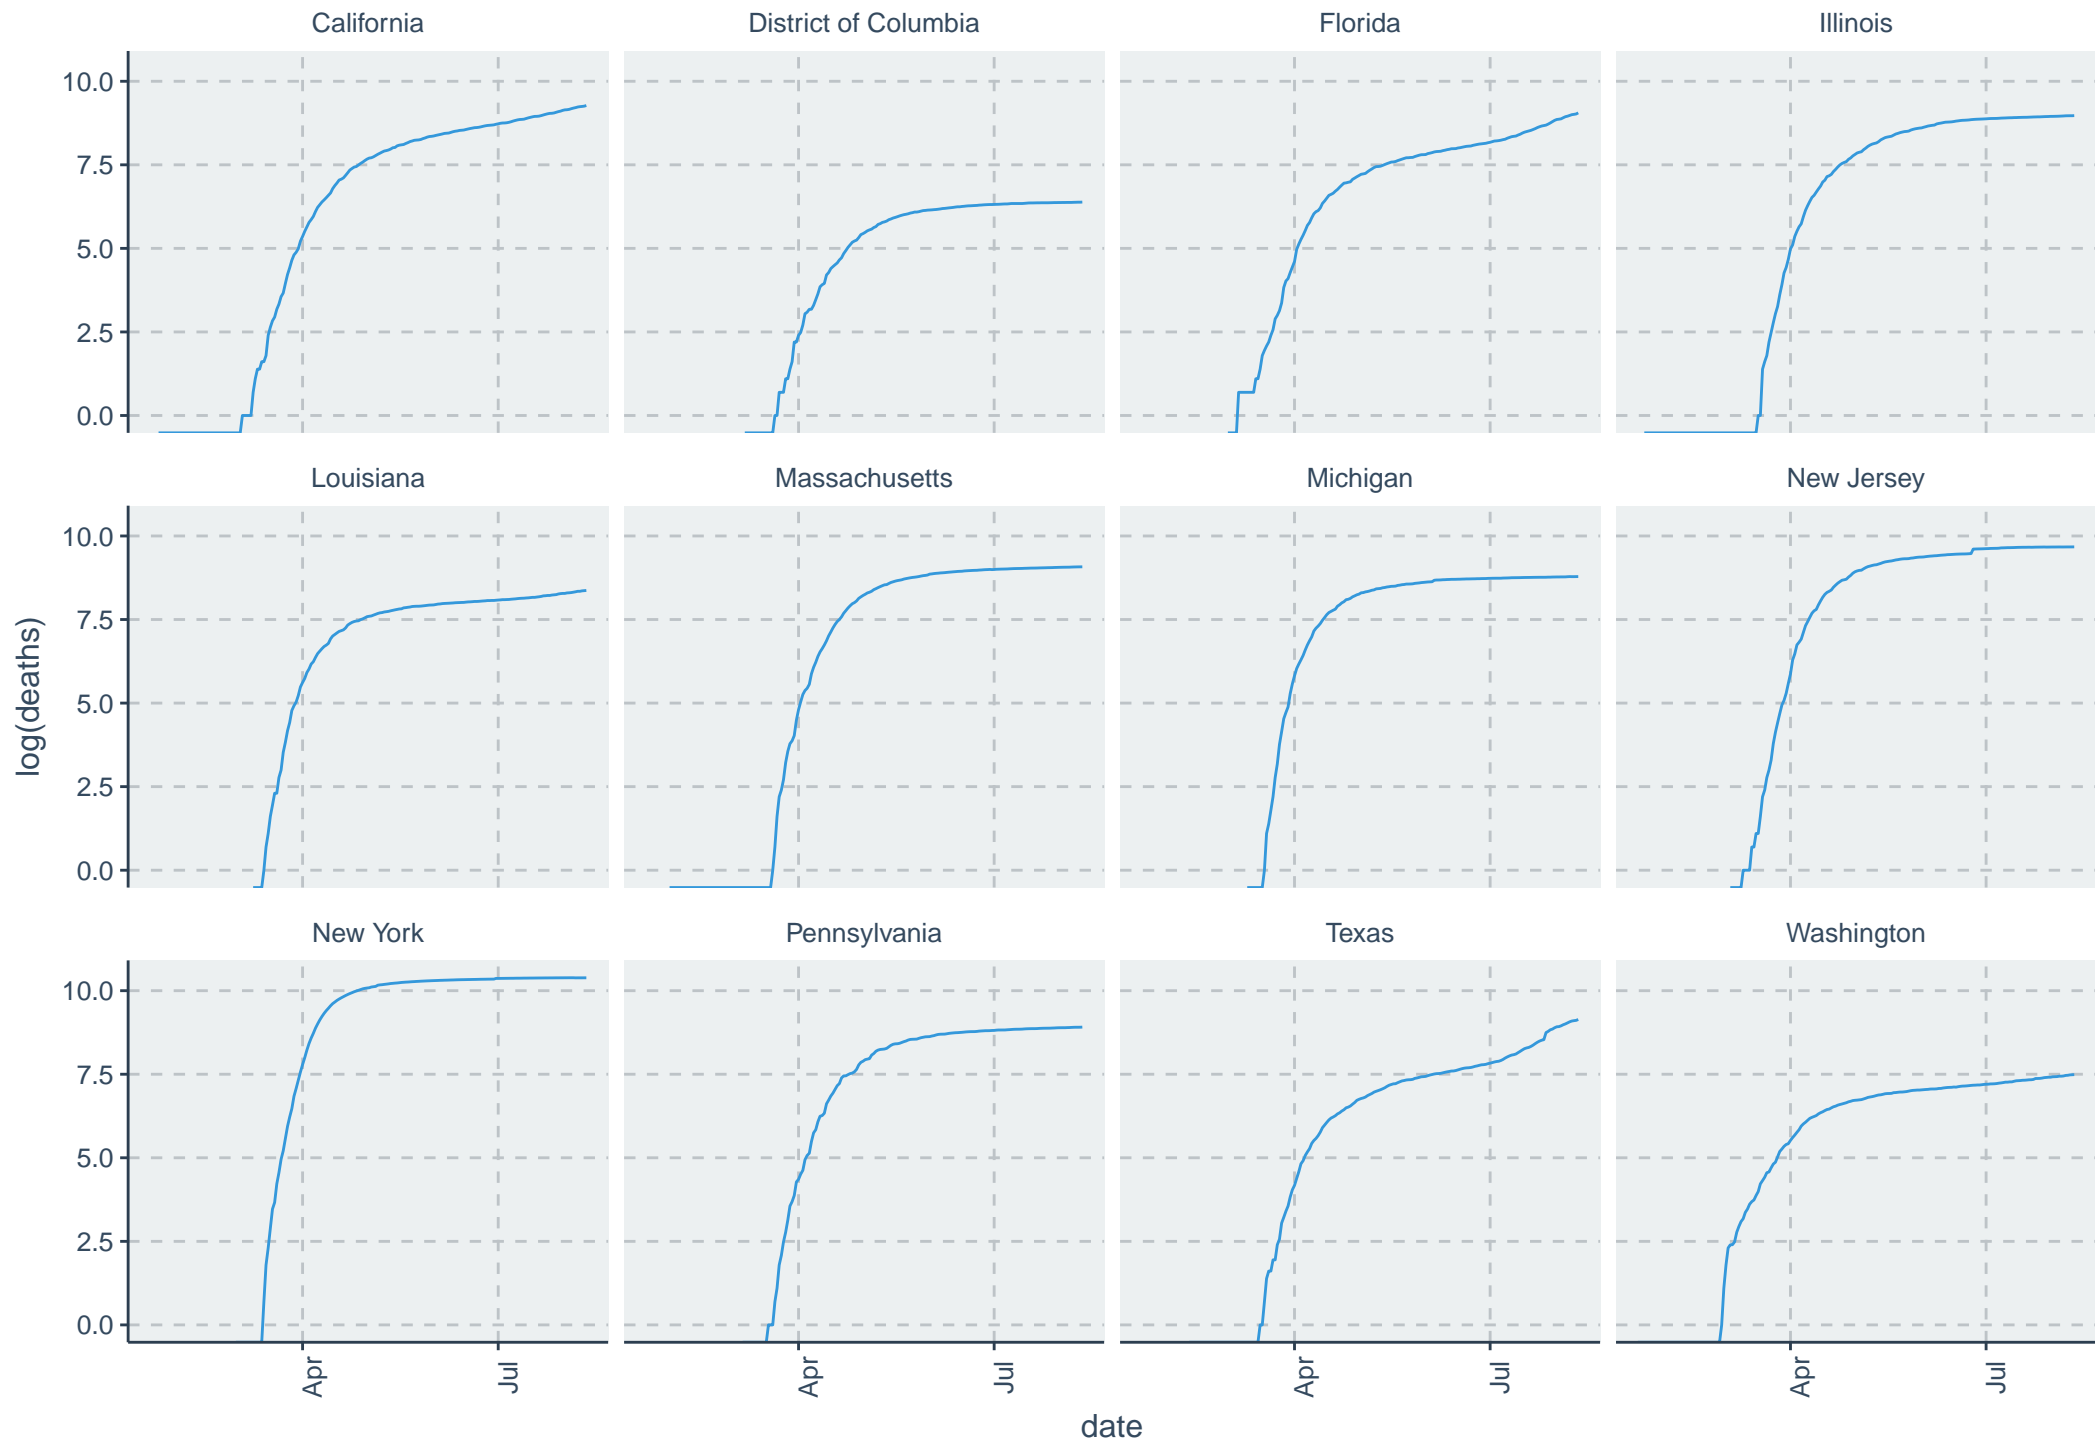 California District of Columbia Florida Illinois
10.0
7.5
5.0
2.5
0.0
Louisiana Massachusetts Michigan New Jersey
10.0
7.5
5.0
2.5
0.0
log(deaths)
New York Pennsylvania Texas Washington
10.0
7.5
5.0
2.5
0.0
Apr Jul Apr Jul Apr Jul Apr Jul
date